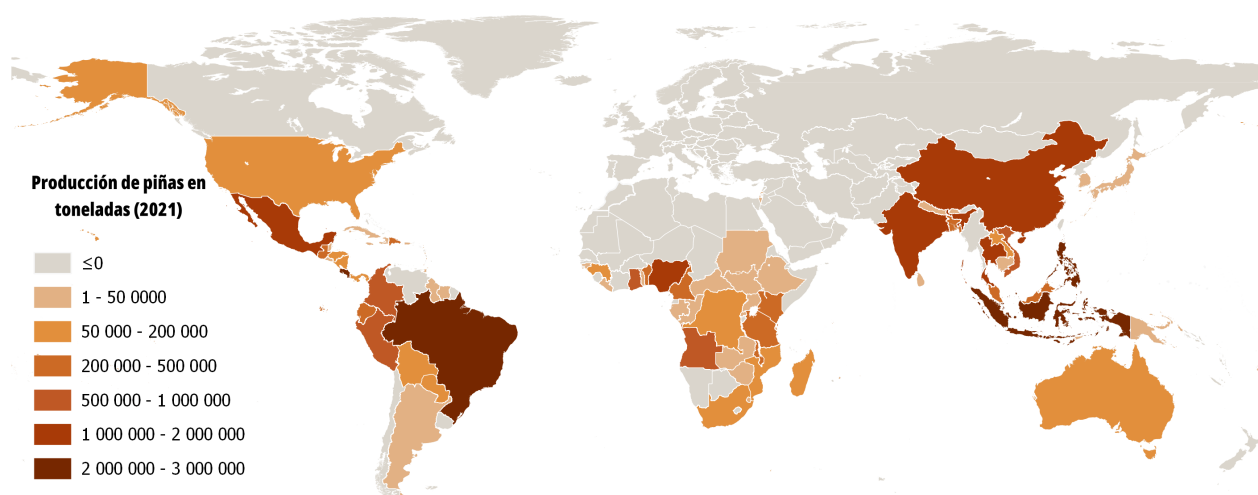 Producción de piñas en
toneladas (2021)
≤0
1 - 50 0000
50 000 - 200 000
200 000 - 500 000
500 000 - 1 000 000
1 000 000 - 2 000 000
2 000 000 - 3 000 000